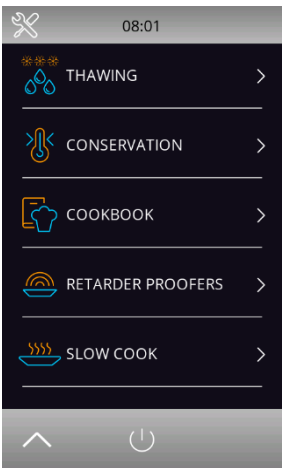 08:01
THAWING
CONSERVATION
COOKBOOK
RETARDER PROOFERS
SLOW COOK